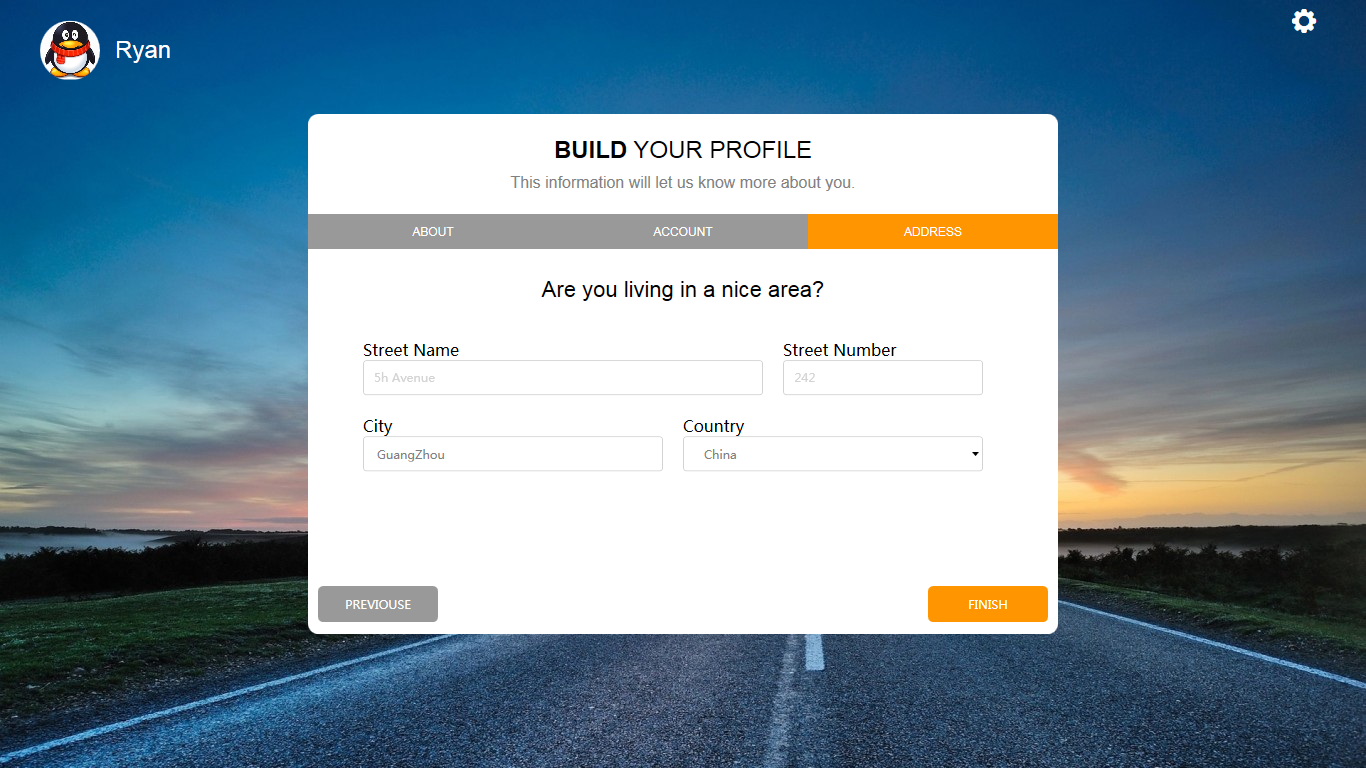 Ryan
BUILD YOUR PROFILE
This information will let us know more about you.
ABOUT ACCOUNT ADDRESS
Are you living in a nice area?
Street Name Street Number
5h Avenue 242
City Country
GuangZhou China
PREVIOUSE FINISH